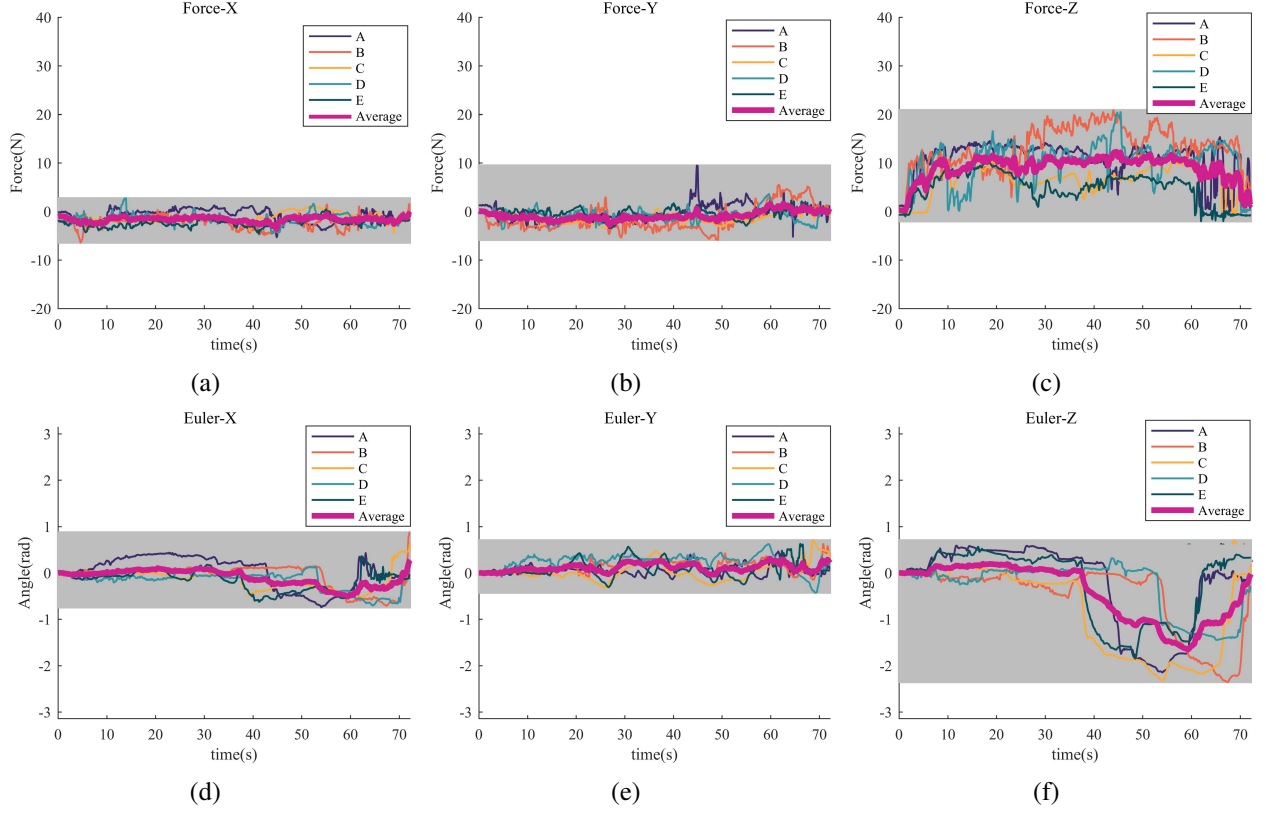 Force-X
40
30
20
10
0
-10
-20
Force(N)
0 10 20 30 40 50 60 70
time(s)
A
B
C
D
E
Average
(a)
Force-Y
40
30
20
10
0
-10
-20
Force(N)
0 10 20 30 40 50 60 70
time(s)
A
B
C
D
E
Average
(b)
Force-Z
40
30
20
10
0
-10
-20
Force(N)
0 10 20 30 40 50 60 70
time(s)
A
B
C
D
E
Average
(c)
Euler-X
3
2
1
0
-1
-2
-3
Angle(rad)
0 10 20 30 40 50 60 70
time(s)
A
B
C
D
E
Average
(d)
Euler-Y
3
2
1
0
-1
-2
-3
Angle(rad)
0 10 20 30 40 50 60 70
time(s)
A
B
C
D
E
Average
(e)
Euler-Z
3
2
1
0
-1
-2
-3
Angle(rad)
0 10 20 30 40 50 60 70
time(s)
A
B
C
D
E
Average
(f)